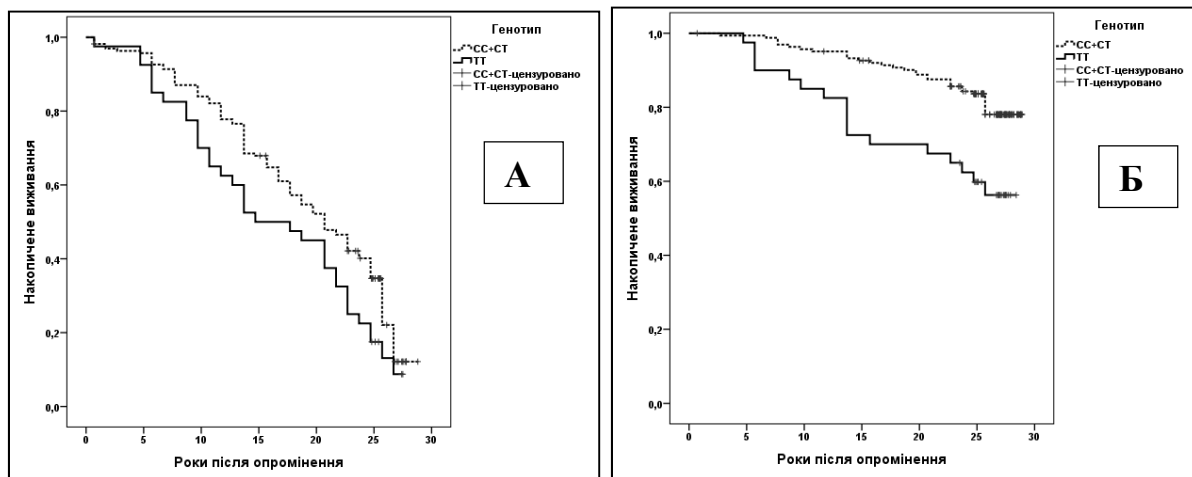 Генотип
CC+CT
TT
CC+CT-цензуровано
TT-цензуровано
1,0
0,8
0,6
0,4
0,2
0,0
Накопичене виживання
0 5 10 15 20 25 30
Роки після опромінення
А
Генотип
CC+CT
TT
CC+CT-цензуровано
TT-цензуровано
1,0
0,8
0,6
0,4
0,2
0,0
Накопичене виживання
0 5 10 15 20 25 30
Роки після опромінення
Б